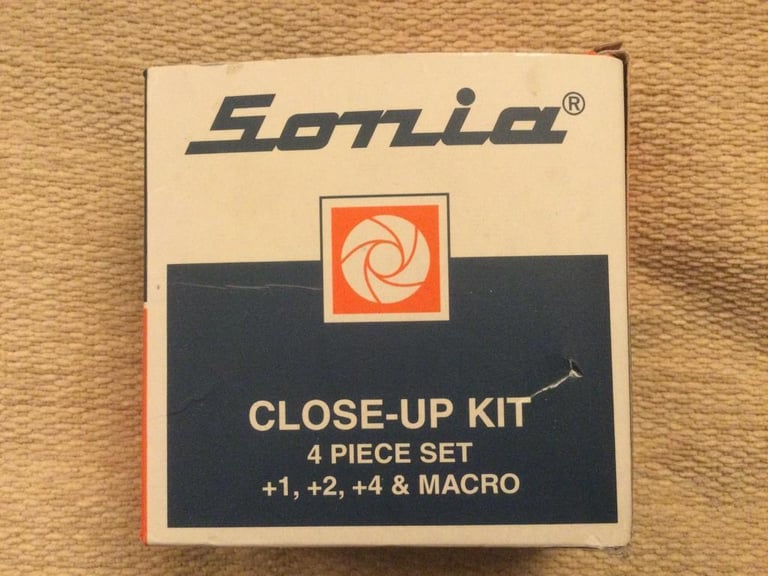 Sonia®
CLOSE-UP KIT
4 PIECE SET
+1, +2, +4 & MACRO